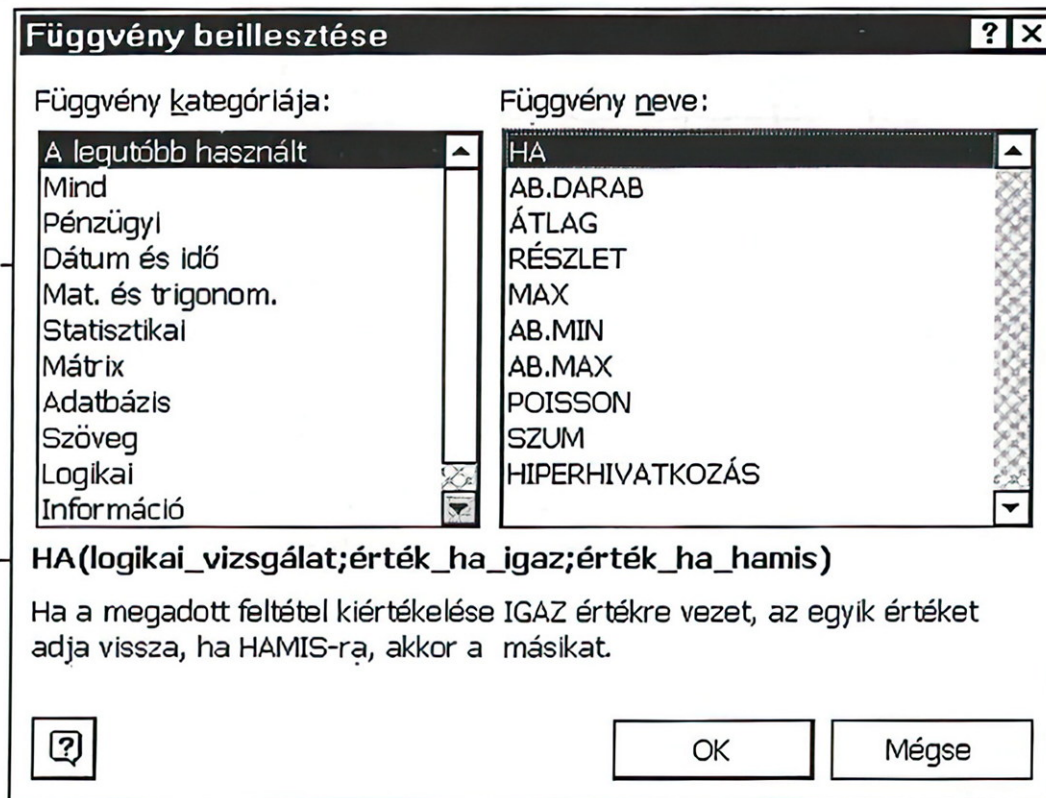 Függvény beillesztése
Függvény kategóriája:
A legutóbb használt
Mind
Pénzügyi
Dátum és idő
Mat. és trigonom.
Statisztikai
Mátrix
Adatbázis
Szöveg
Logikai
Információ
Függvény neve:
HA
AB.DARAB
ÁTLAG
RÉSZLET
MAX
AB.MIN
AB.MAX
POISSON
SZUM
HIPERHIVATKOZÁS
HA(logikai_vizsgálat;érték_ha_igaz;érték_ha_hamis)
Ha a megadott feltétel kiértékelése IGAZ értékre vezet, az egyik értéket
adja vissza, ha HAMIS-ra, akkor a másikat.
OK
Mégse